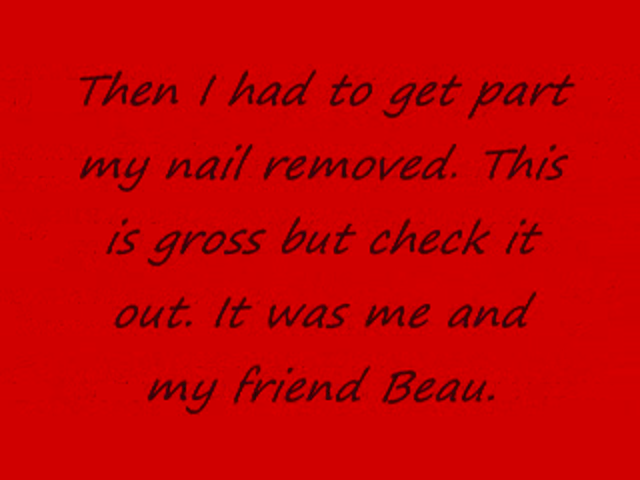 Then I had to get part
my nail removed. This
is gross but check it
out. It was me and
my friend Beau.